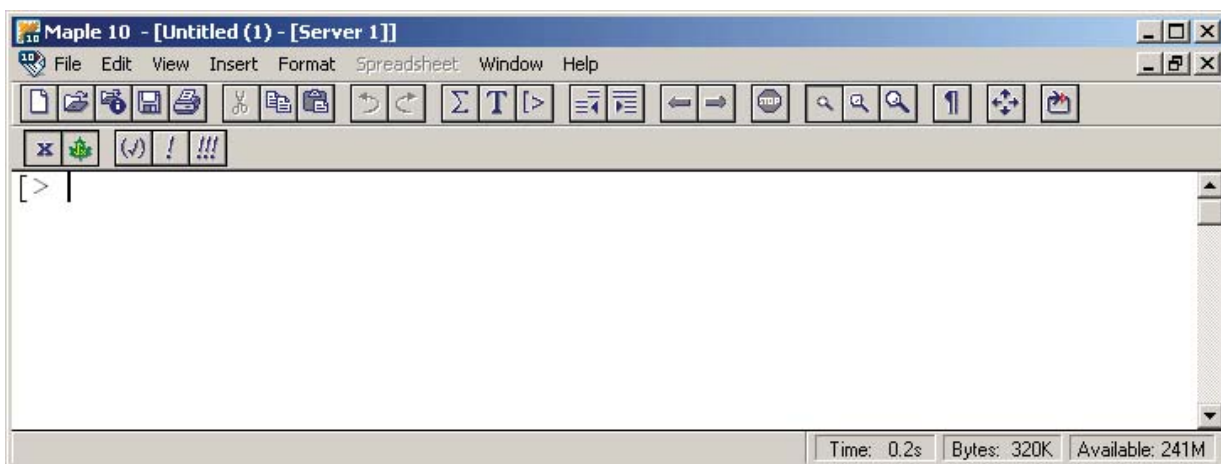 Maple 10 - [Untitled (1) - [Server 1]]
File Edit View Insert Format Spreadsheet Window Help
Σ T [>
STOP
x (√) ! !!!
[>
Time: 0.2s Bytes: 320K Available: 241M